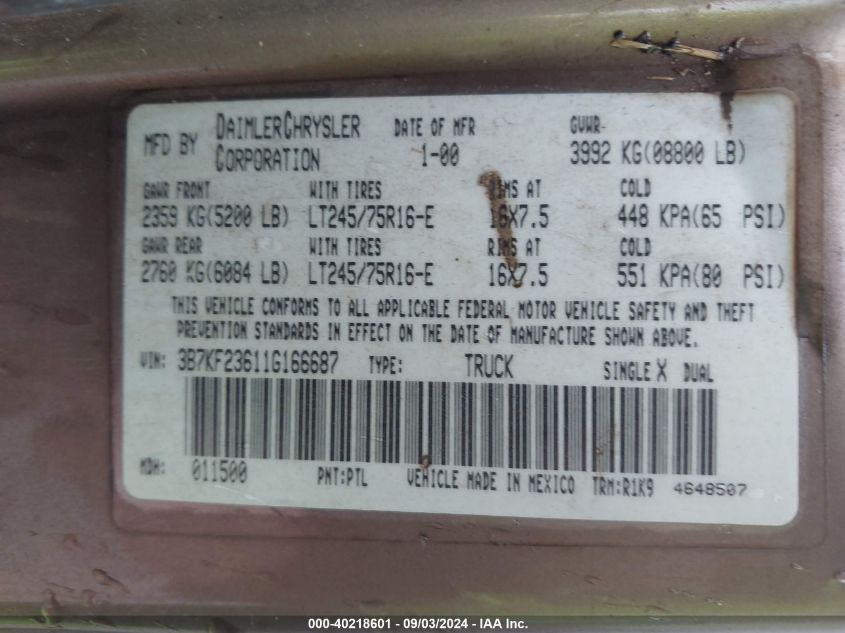 MFD BY DAIMLERCHRYSLER CORPORATION DATE OF MFR 1-00 GVWR 3992 KG(08800 LB)
GAWR FRONT WITH TIRES RIMS AT COLD
2359 KG(5200 LB) LT245/75R16-E 16X7.5 448 KPA(65 PSI)
GAWR REAR WITH TIRES RIMS AT COLD
2760 KG(6084 LB) LT245/75R16-E 16X7.5 551 KPA(80 PSI)
THIS VEHICLE CONFORMS TO ALL APPLICABLE FEDERAL MOTOR VEHICLE SAFETY AND THEFT
PREVENTION STANDARDS IN EFFECT ON THE DATE OF MANUFACTURE SHOWN ABOVE.
VIN: 3B7KF23611G166687 TYPE: TRUCK SINGLE X DUAL
MDH: 011500 PNT:PTL VEHICLE MADE IN MEXICO TRM:R1K9 4648507
000-40218601 - 09/03/2024 - IAA Inc.